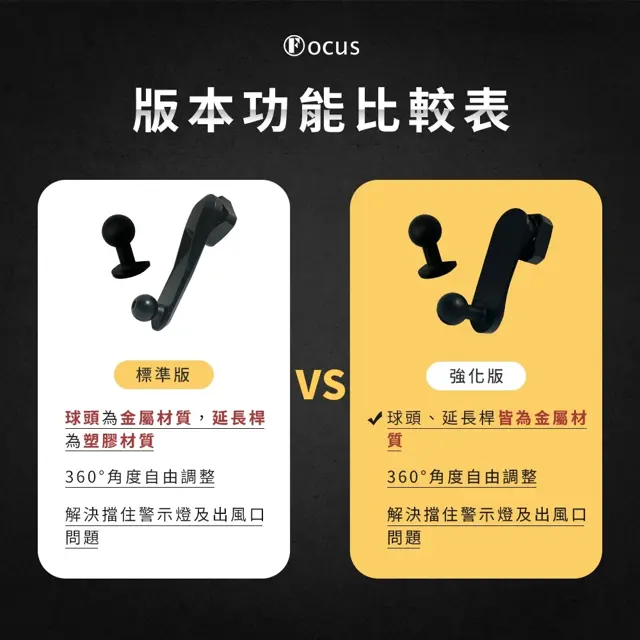 Focus
版本功能比較表
標準版
球頭為金屬材質，延長桿
為塑膠材質
360°角度自由調整
解決擋住警示燈及出風口
問題
VS
強化版
球頭、延長桿皆為金屬材
質
360°角度自由調整
解決擋住警示燈及出風口
問題